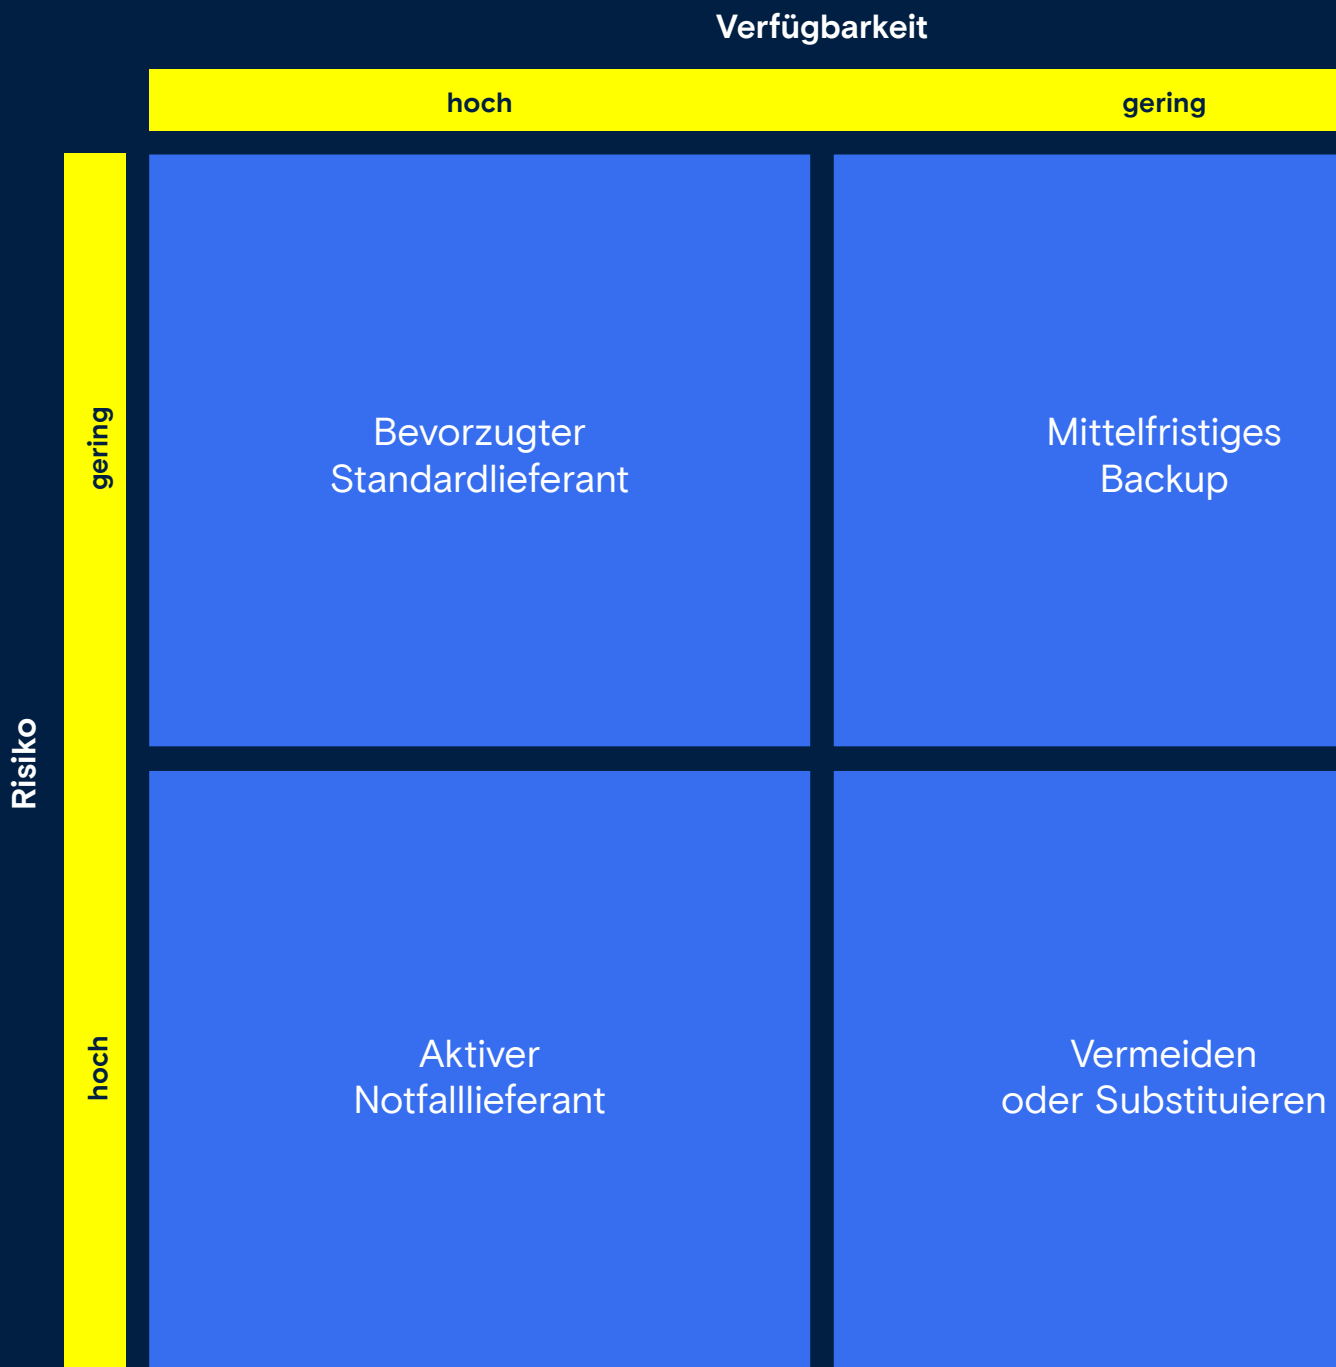 Verfügbarkeit
hoch
gering
Risiko
gering
Bevorzugter
Standardlieferant
Mittelfristiges
Backup
hoch
Aktiver
Notfalllieferant
Vermeiden
oder Substituieren